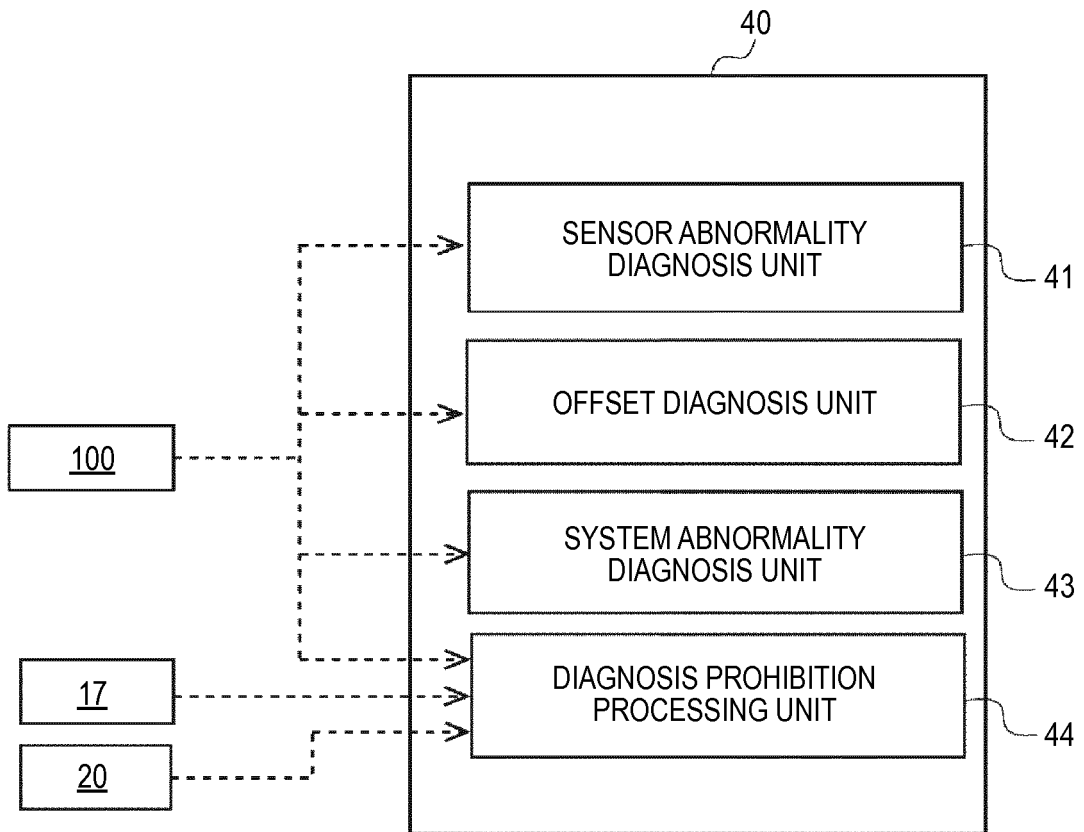 40
SENSOR ABNORMALITY
DIAGNOSIS UNIT
41
OFFSET DIAGNOSIS UNIT
42
100
SYSTEM ABNORMALITY
DIAGNOSIS UNIT
43
17
DIAGNOSIS PROHIBITION
PROCESSING UNIT
44
20